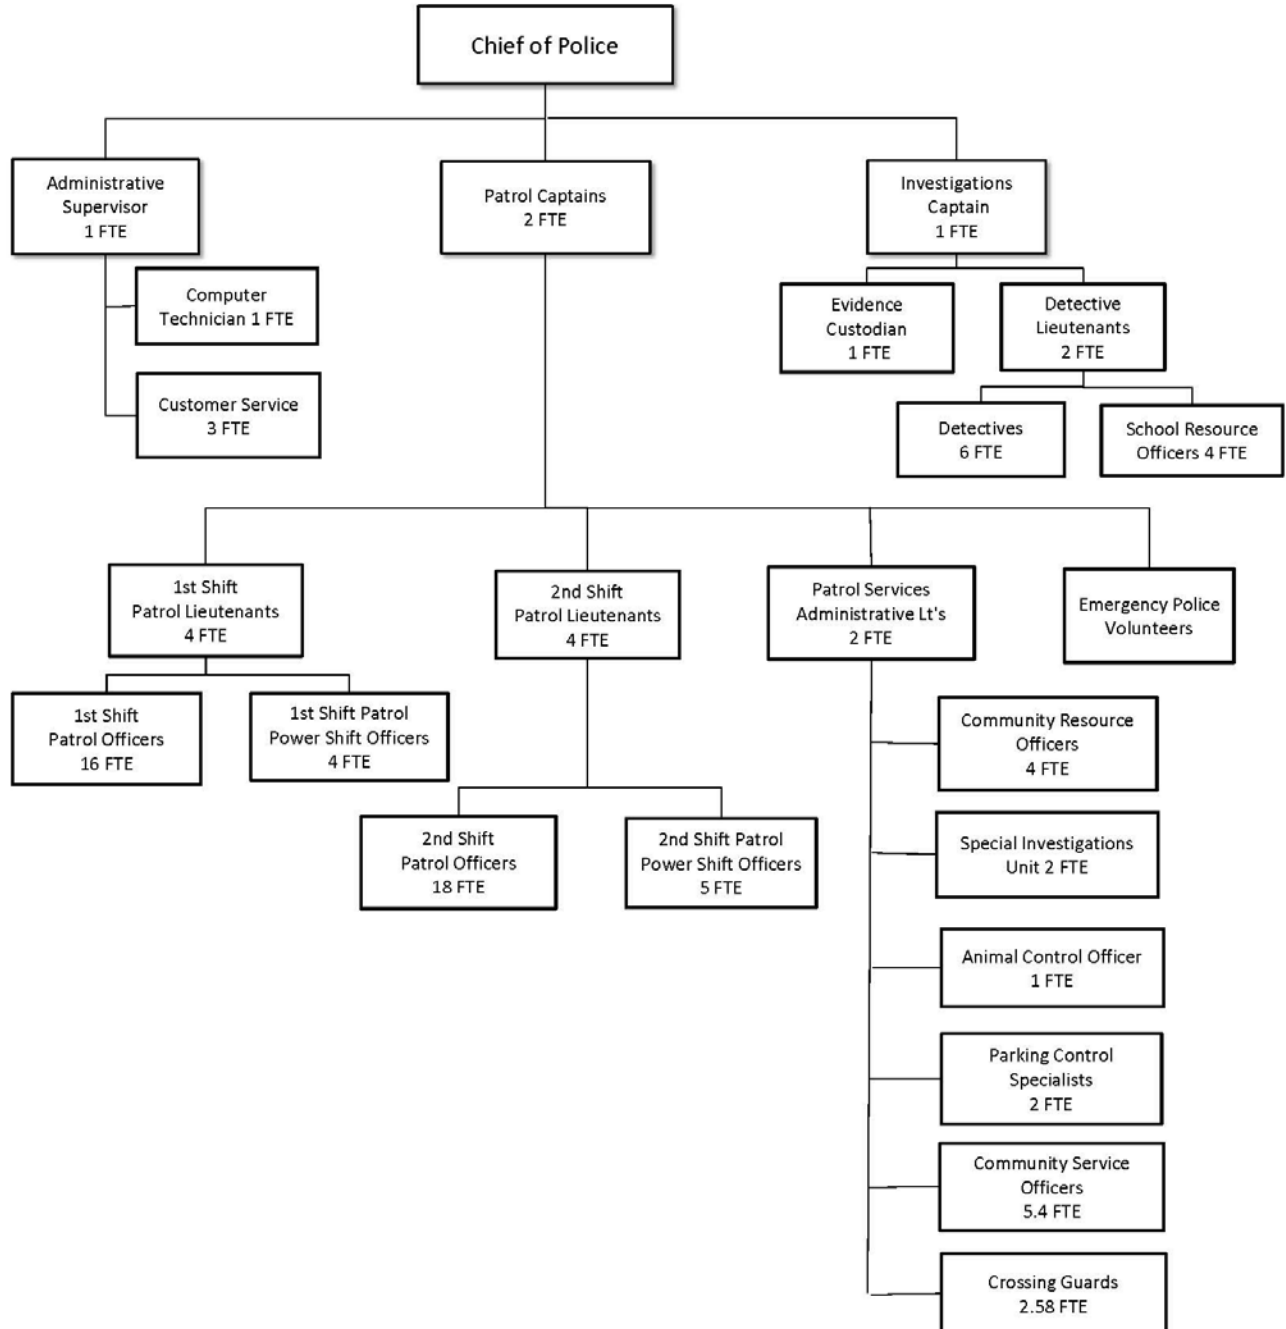 Chief of Police
Administrative
Supervisor
1 FTE
Patrol Captains
2 FTE
Investigations
Captain
1 FTE
Computer
Technician 1 FTE
Customer Service
3 FTE
Evidence
Custodian
1 FTE
Detective
Lieutenants
2 FTE
Detectives
6 FTE
School Resource
Officers 4 FTE
1st Shift
Patrol Lieutenants
4 FTE
2nd Shift
Patrol Lieutenants
4 FTE
Patrol Services
Administrative Lt's
2 FTE
Emergency Police
Volunteers
1st Shift
Patrol Officers
16 FTE
1st Shift Patrol
Power Shift Officers
4 FTE
2nd Shift
Patrol Officers
18 FTE
2nd Shift Patrol
Power Shift Officers
5 FTE
Community Resource
Officers
4 FTE
Special Investigations
Unit 2 FTE
Animal Control Officer
1 FTE
Parking Control
Specialists
2 FTE
Community Service
Officers
5.4 FTE
Crossing Guards
2.58 FTE